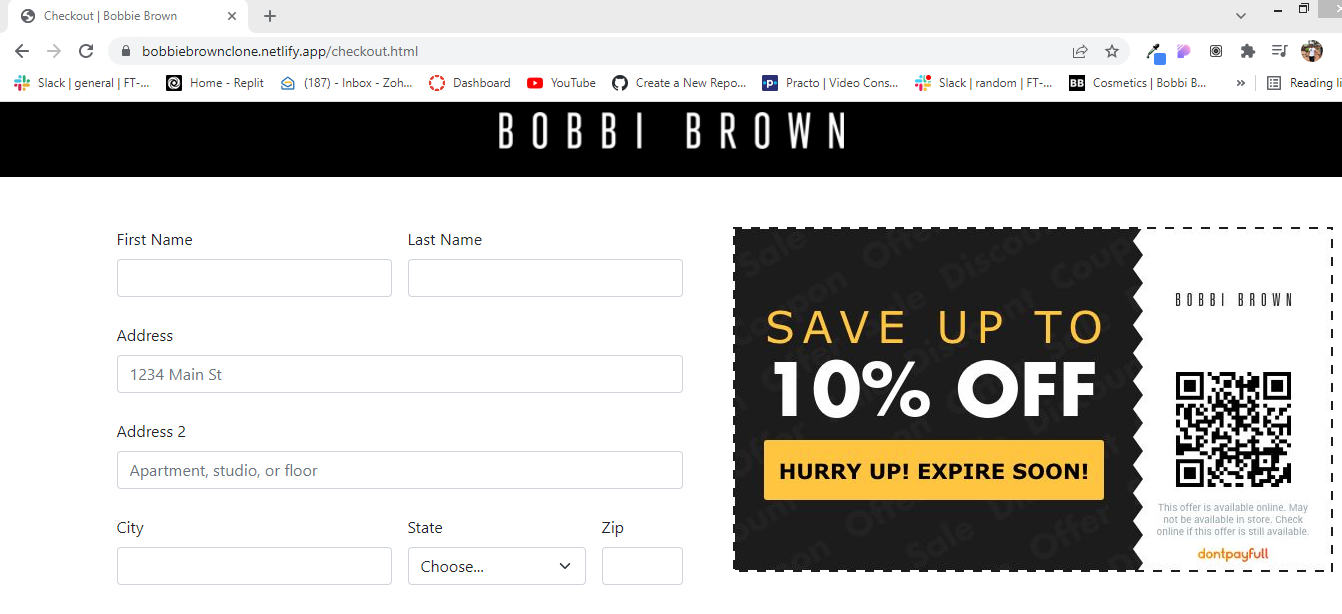 Checkout | Bobbie Brown
bobbiebrownclone.netlify.app/checkout.html
Slack | general | FT-... Home - Replit (187) - Inbox - Zoh... Dashboard YouTube Create a New Repo... Practo | Video Cons... Slack | random | FT-... BB Cosmetics | Bobbi B... » Reading li
BOBBI BROWN
First Name Last Name
Address
1234 Main St
Address 2
Apartment, studio, or floor
City State Zip
Choose...
SAVE UP TO
10% OFF
HURRY UP! EXPIRE SOON!
BOBBI BROWN
This offer is available online. May
not be available in store. Check
online if this offer is still available.
dontpayfull